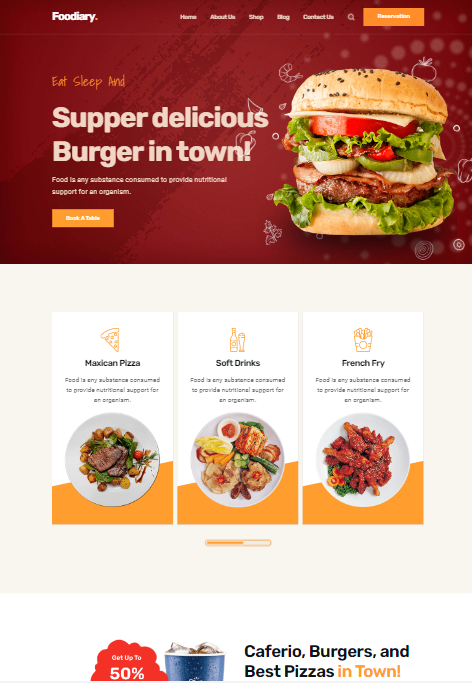 Foodiary.
Home About Us Shop Blog Contact Us Reservation
Eat Sleep And
Supper delicious
Burger in town!
Food is any substance consumed to provide nutritional
support for an organism.
Book A Table
Maxican Pizza
Food is any substance consumed
to provide nutritional support for
an organism.
Soft Drinks
Food is any substance consumed
to provide nutritional support for
an organism.
French Fry
Food is any substance consumed
to provide nutritional support for
an organism.
Get Up To
50%
Caferio, Burgers, and
Best Pizzas in Town!